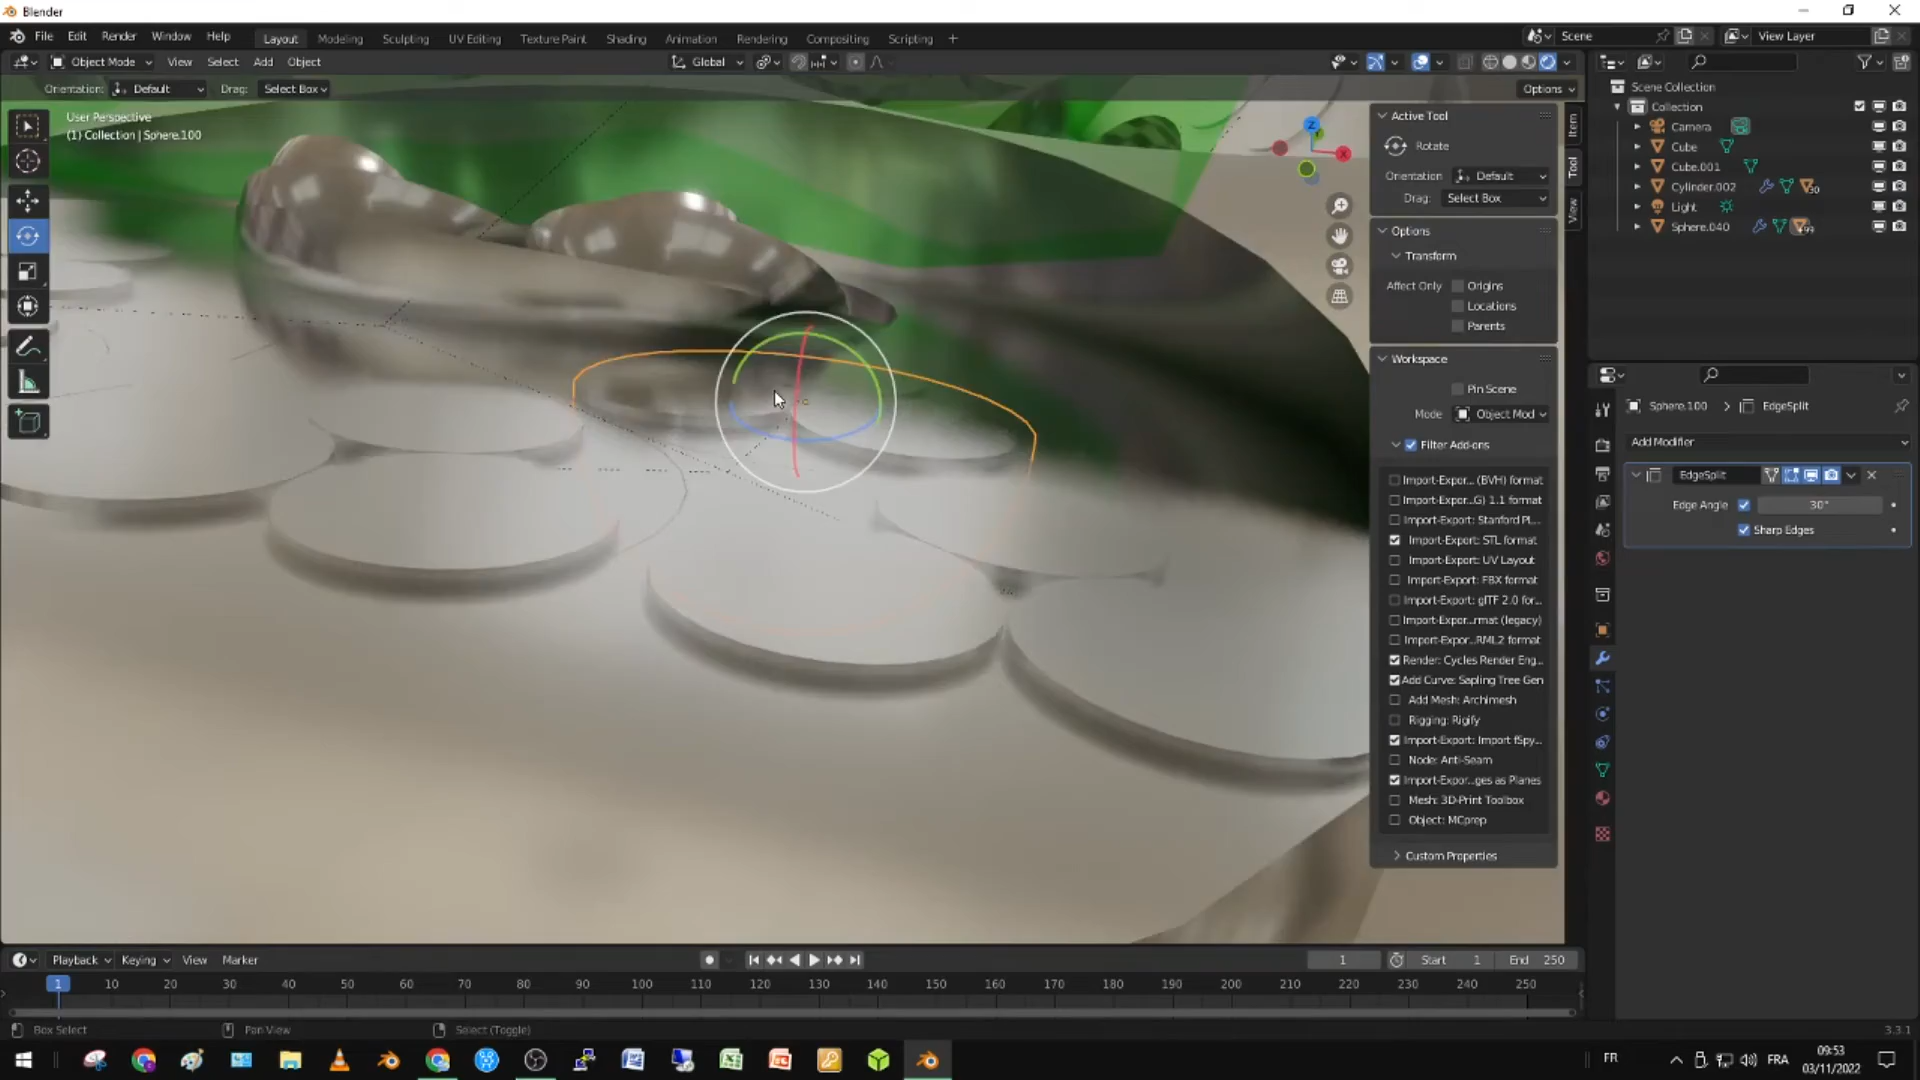 Blender
File Edit Render Window Help
Layout Modeling Sculpting UV Editing Texture Paint Shading Animation Rendering Compositing Scripting +
Scene
View Layer
Object Mode View Select Add Object
Global
Orientation: Default Drag: Select Box
Options
User Perspective
(1) Collection | Sphere.100
Z
X
Active Tool
Rotate
Orientation Default
Drag: Select Box
Options
Transform
Affect Only Origins
Locations
Parents
Workspace
Pin Scene
Mode Object Mod
Filter Add-ons
Import-Expor... (BVH) format
Import-Expor...G) 1.1 format
Import-Export: Stanford PL...
Import-Export: STL format
Import-Export: UV Layout
Import-Export: FBX format
Import-Export: glTF 2.0 for...
Import-Expor...rmat (legacy)
Import-Expor...RML2 format
Render: Cycles Render Eng...
Add Curve: Sapling Tree Gen
Add Mesh: Archimesh
Rigging: Rigify
Import-Export: Import fSpy...
Node: Anti-Seam
Import-Expor...ges as Planes
Mesh: 3D-Print Toolbox
Object: MCprep
Custom Properties
Item
Tool
View
Scene Collection
Collection
Camera
Cube
Cube.001
Cylinder.002 30
Light
Sphere.040 99
Sphere.100 > EdgeSplit
Add Modifier
EdgeSplit
Edge Angle 30°
Sharp Edges
Playback Keying View Marker
1 Start 1 End 250
1 10 20 30 40 50 60 70 80 90 100 110 120 130 140 150 160 170 180 190 200 210 220 230 240 250
Box Select Pan View Select (Toggle)
3.3.1
FR FRA
09:53
03/11/2022